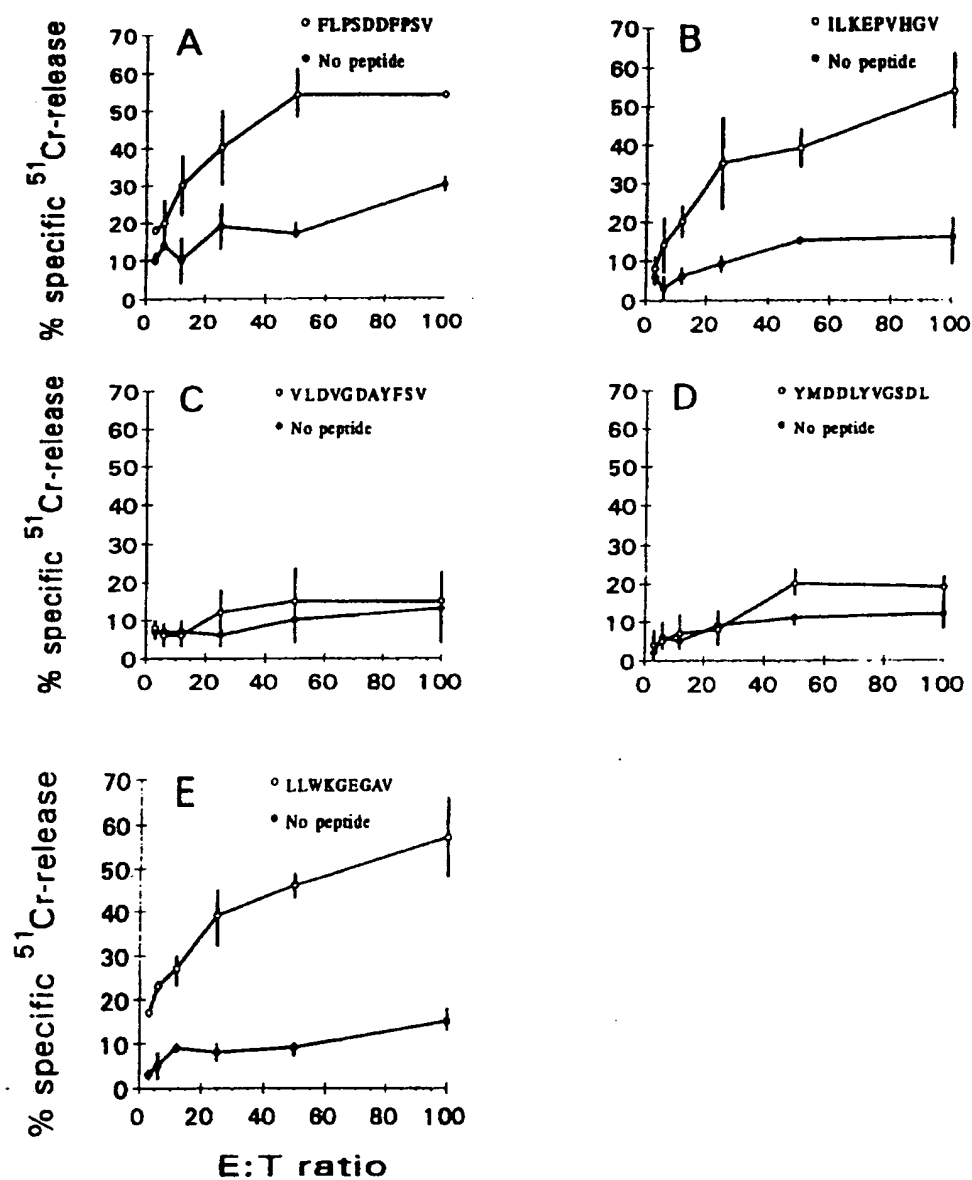 A
FLPSDDFPSV
No peptide
% specific 51Cr-release
70
60
50
40
30
20
10
0
0 20 40 60 80 100
B
ILKEPVHGV
No peptide
70
60
50
40
30
20
10
0
0 20 40 60 80 100
C
VLDVGDAYFSV
No peptide
% specific 51Cr-release
70
60
50
40
30
20
10
0
0 20 40 60 80 100
D
YMDDLYVGSDL
No peptide
70
60
50
40
30
20
10
0
0 20 40 60 80 100
E
LLWKGEGAV
No peptide
% specific 51Cr-release
70
60
50
40
30
20
10
0
0 20 40 60 80 100
E:T ratio